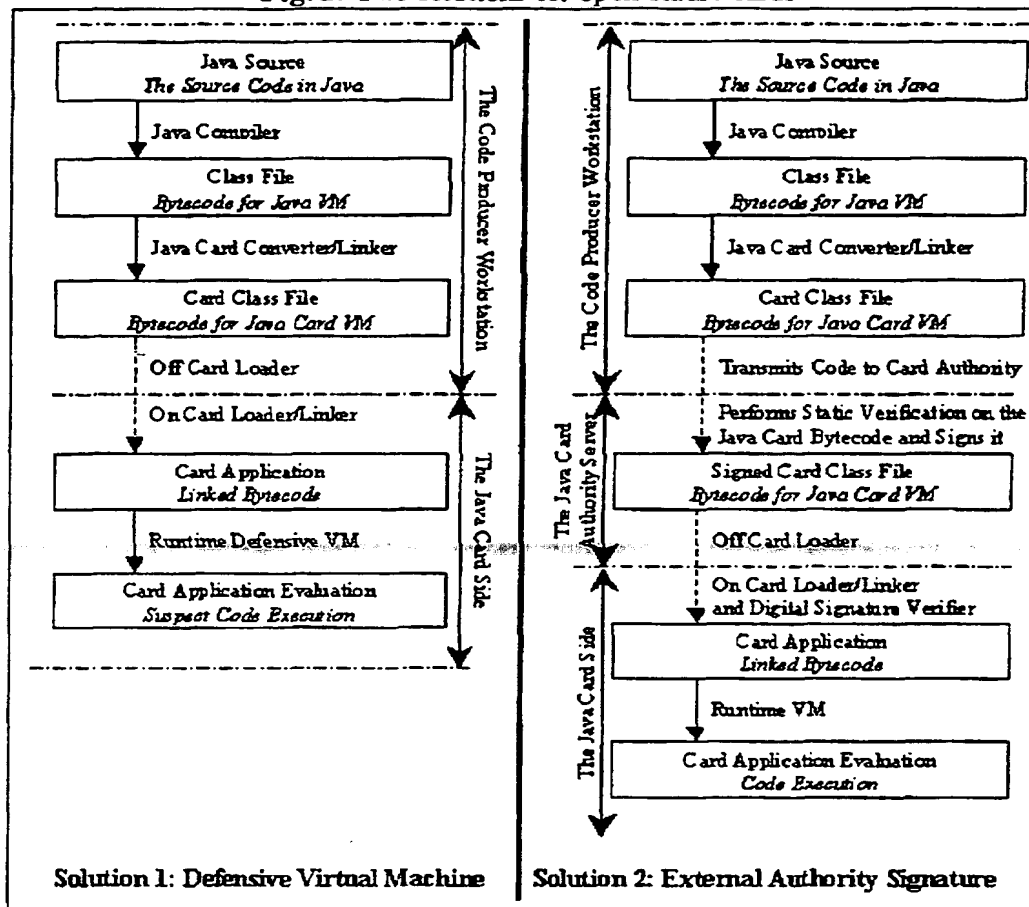 Java Source
The Source Code in Java
Java Compiler
Class File
Bytecode for Java VM
Java Card Converter/Linker
Card Class File
Bytecode for Java Card VM
Off Card Loader
On Card Loader/Linker
Card Application
Linked Bytecode
Runtime Defensive VM
Card Application Evaluation
Suspect Code Execution
The Code Producer Workstation
The Java Card Side
Solution 1: Defensive Virtual Machine
Java Source
The Source Code in Java
Java Compiler
Class File
Bytecode for Java VM
Java Card Converter/Linker
Card Class File
Bytecode for Java Card VM
Transmits Code to Card Authority
Performs Static Verification on the
Java Card Bytecode and Signs it
Signed Card Class File
Bytecode for Java Card VM
Off Card Loader
On Card Loader/Linker
and Digital Signature Verifier
Card Application
Linked Bytecode
Runtime VM
Card Application Evaluation
Code Execution
The Code Producer Workstation
The Java Card
Authority Server
The Java Card Side
Solution 2: External Authority Signature